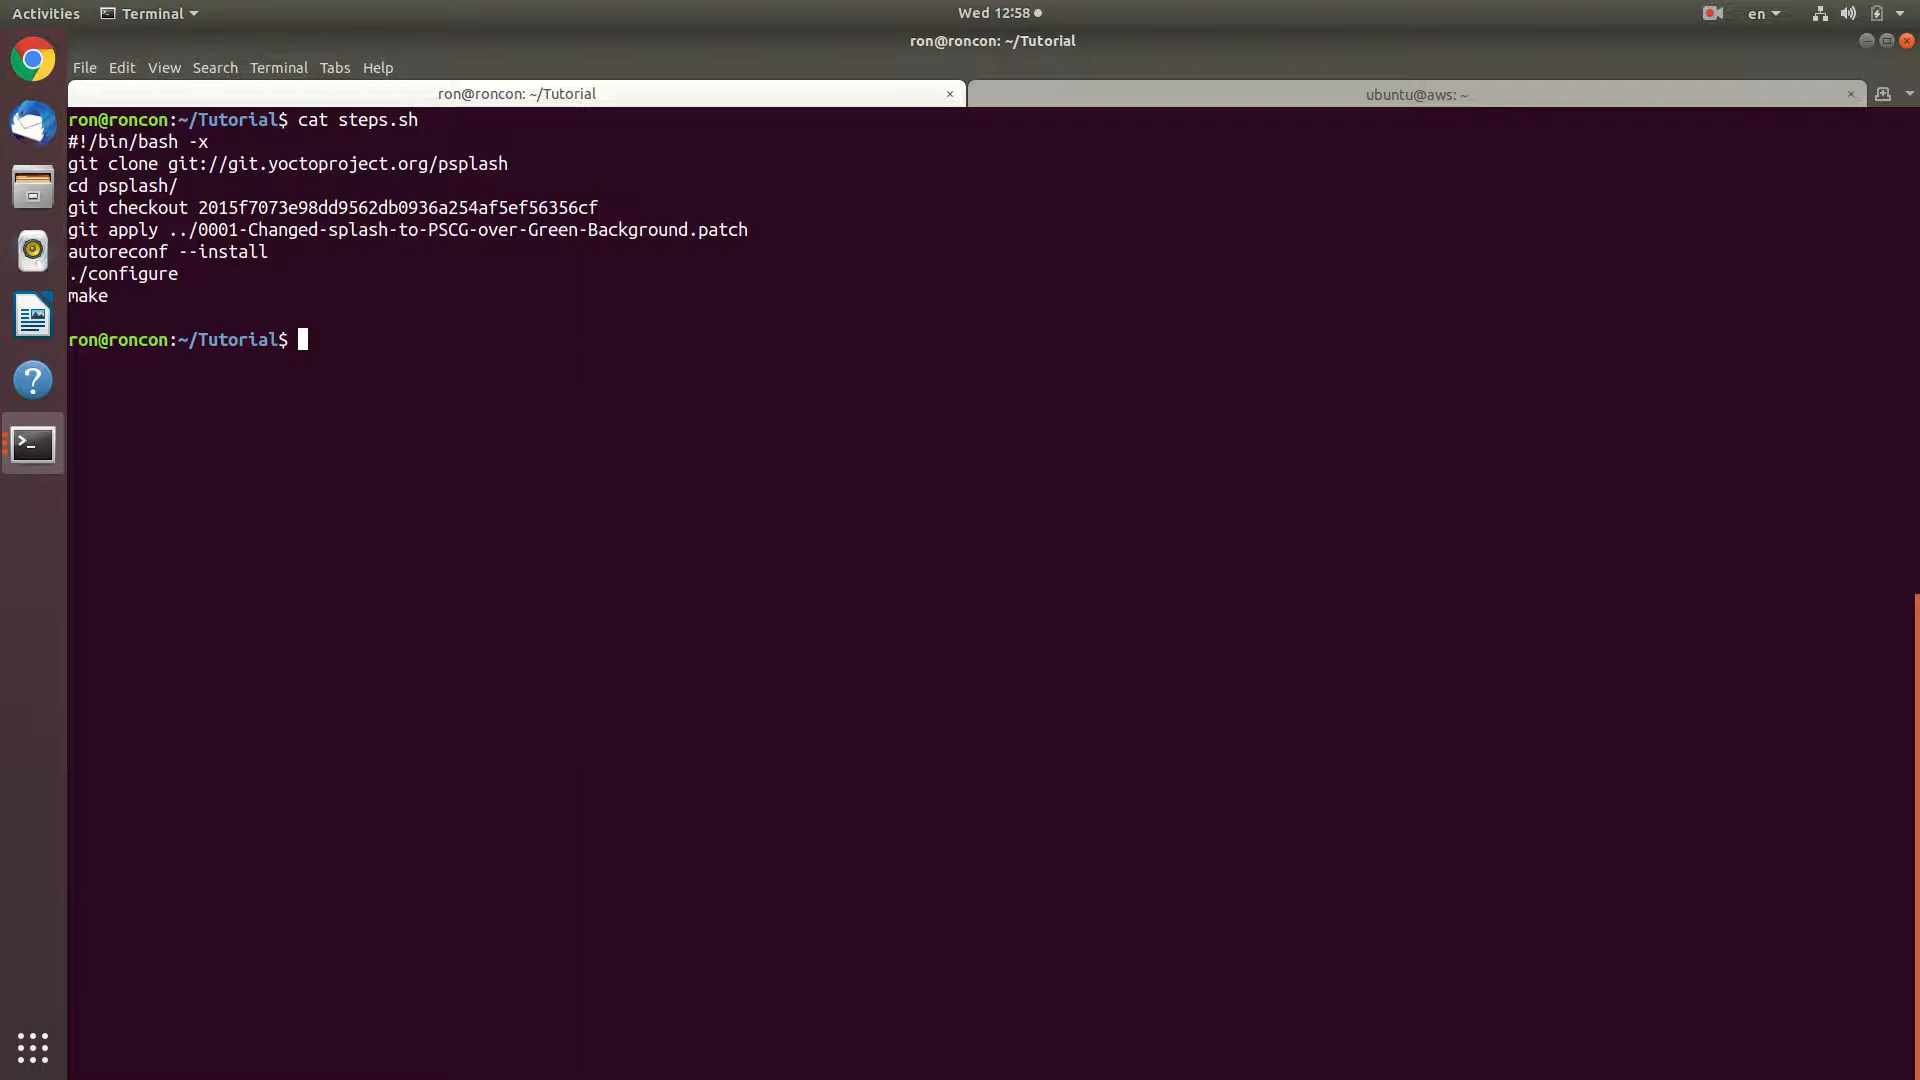 Activities Terminal Wed 12:58 en
ron@roncon: ~/Tutorial
File Edit View Search Terminal Tabs Help
ron@roncon: ~/Tutorial × ubuntu@aws: ~ ×
ron@roncon:~/Tutorial$ cat steps.sh
#!/bin/bash -x
git clone git://git.yoctoproject.org/psplash
cd psplash/
git checkout 2015f7073e98dd9562db0936a254af5ef56356cf
git apply ../0001-Changed-splash-to-PSCG-over-Green-Background.patch
autoreconf --install
./configure
make
ron@roncon:~/Tutorial$